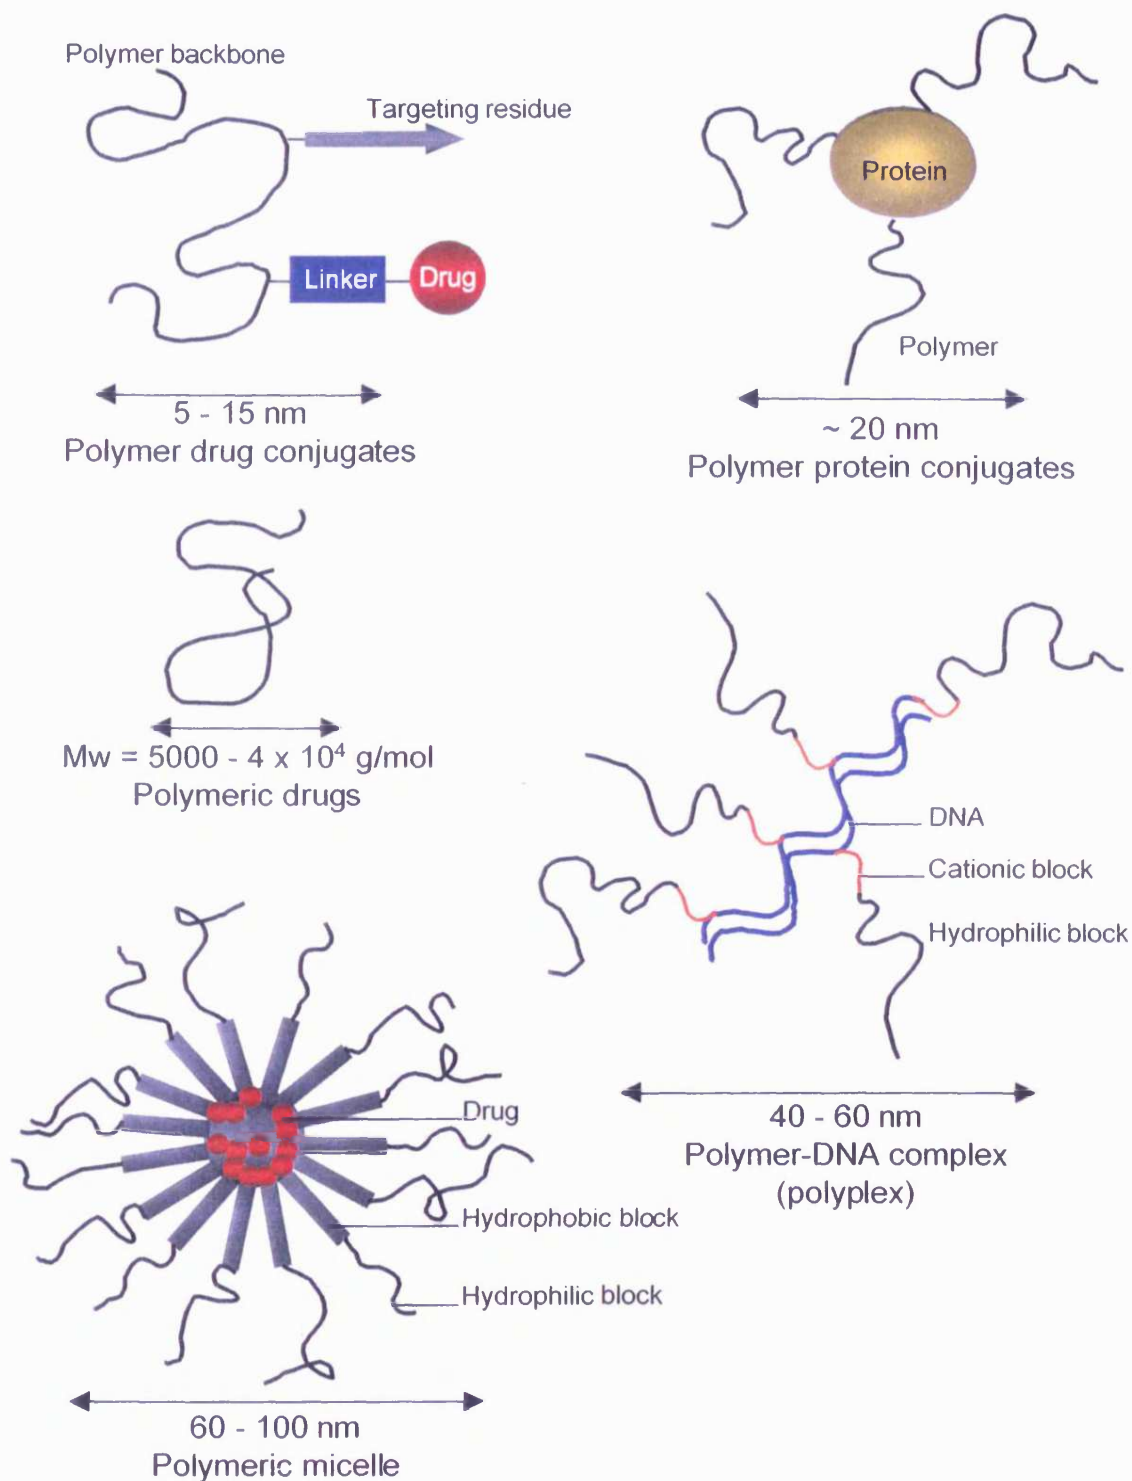 Polymer backbone
Targeting residue
Linker
Drug
5 - 15 nm
Polymer drug conjugates
Protein
Polymer
~ 20 nm
Polymer protein conjugates
Mw = 5000 - 4 x 10⁴ g/mol
Polymeric drugs
DNA
Cationic block
Hydrophilic block
40 - 60 nm
Polymer-DNA complex
(polyplex)
Drug
Hydrophobic block
Hydrophilic block
60 - 100 nm
Polymeric micelle